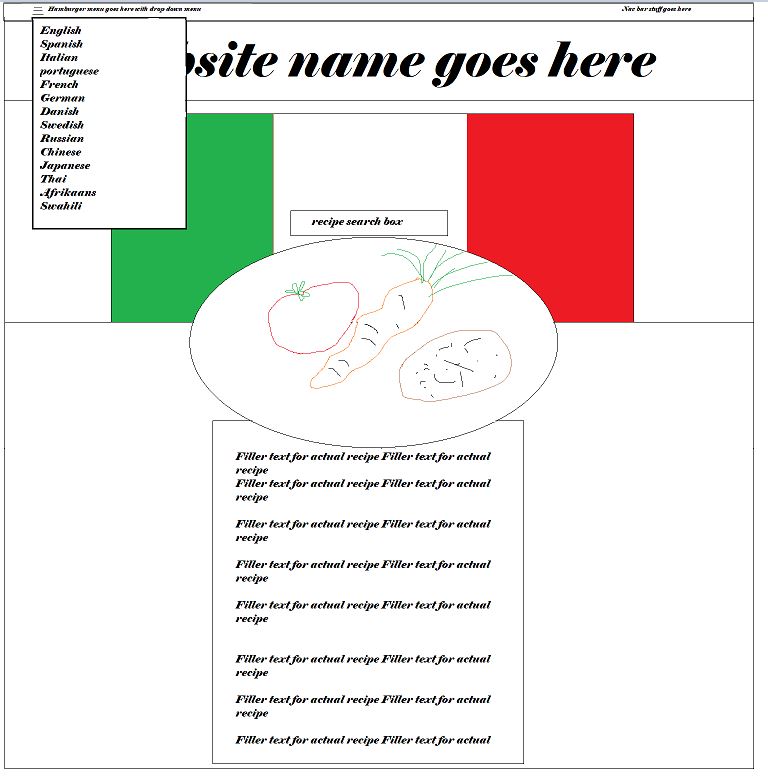 Hamburger menu goes here with drop down menu
Nav bar stuff goes here
English
Spanish
Italian
portuguese
French
German
Danish
Swedish
Russian
Chinese
Japanese
Thai
Afrikaans
Swahili
name goes here
recipe search box
Filler text for actual recipe Filler text for actual
recipe
Filler text for actual recipe Filler text for actual
recipe
Filler text for actual recipe Filler text for actual
recipe
Filler text for actual recipe Filler text for actual
recipe
Filler text for actual recipe Filler text for actual
recipe
Filler text for actual recipe Filler text for actual
recipe
Filler text for actual recipe Filler text for actual
recipe
Filler text for actual recipe Filler text for actual